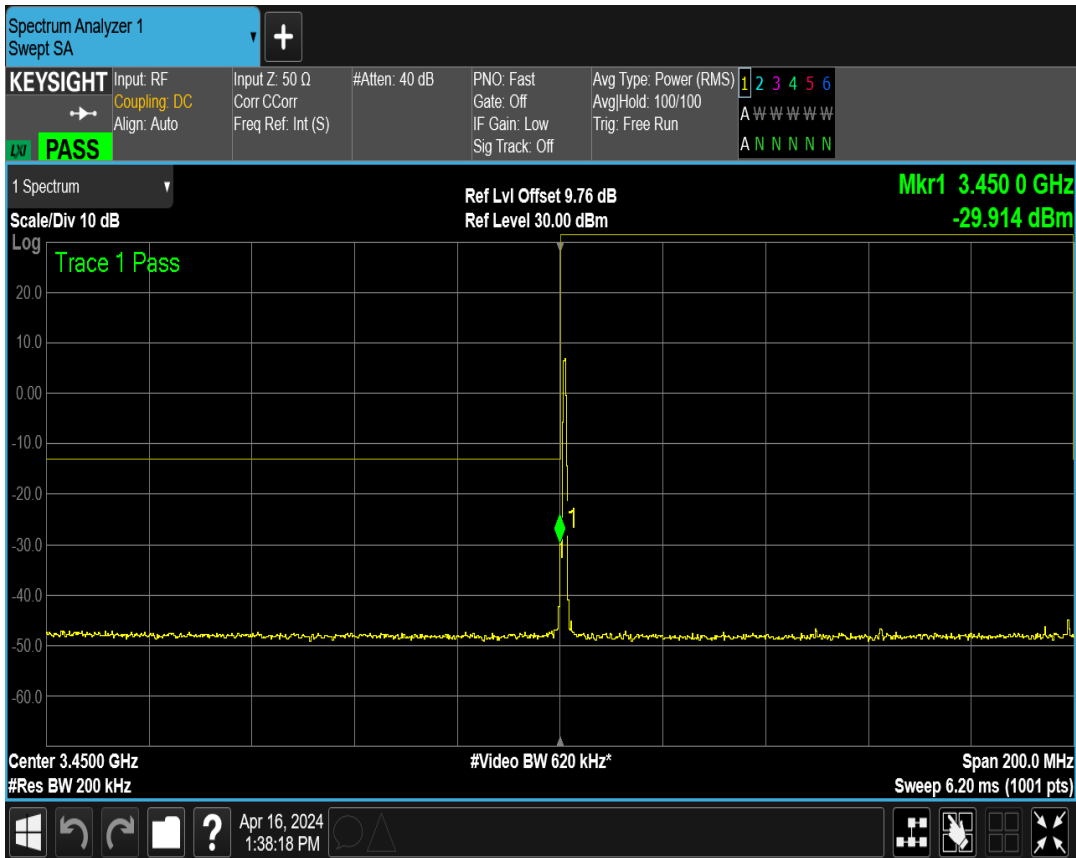 Spectrum Analyzer 1
Swept SA
KEYSIGHT
LXI PASS
Input: RF
Coupling: DC
Align: Auto
Input Z: 50 Ω
Corr CCorr
Freq Ref: Int (S)
#Atten: 40 dB
PNO: Fast
Gate: Off
IF Gain: Low
Sig Track: Off
Avg Type: Power (RMS)
Avg|Hold: 100/100
Trig: Free Run
1 2 3 4 5 6
A W W W W W
A N N N N N
1 Spectrum
Scale/Div 10 dB
Ref Lvl Offset 9.76 dB
Ref Level 30.00 dBm
Mkr1 3.450 0 GHz
-29.914 dBm
Log
Trace 1 Pass
20.0
10.0
0.00
-10.0
-20.0
1
-30.0
-40.0
-50.0
-60.0
Center 3.4500 GHz
#Video BW 620 kHz*
Span 200.0 MHz
#Res BW 200 kHz
Sweep 6.20 ms (1001 pts)
Apr 16, 2024
1:38:18 PM